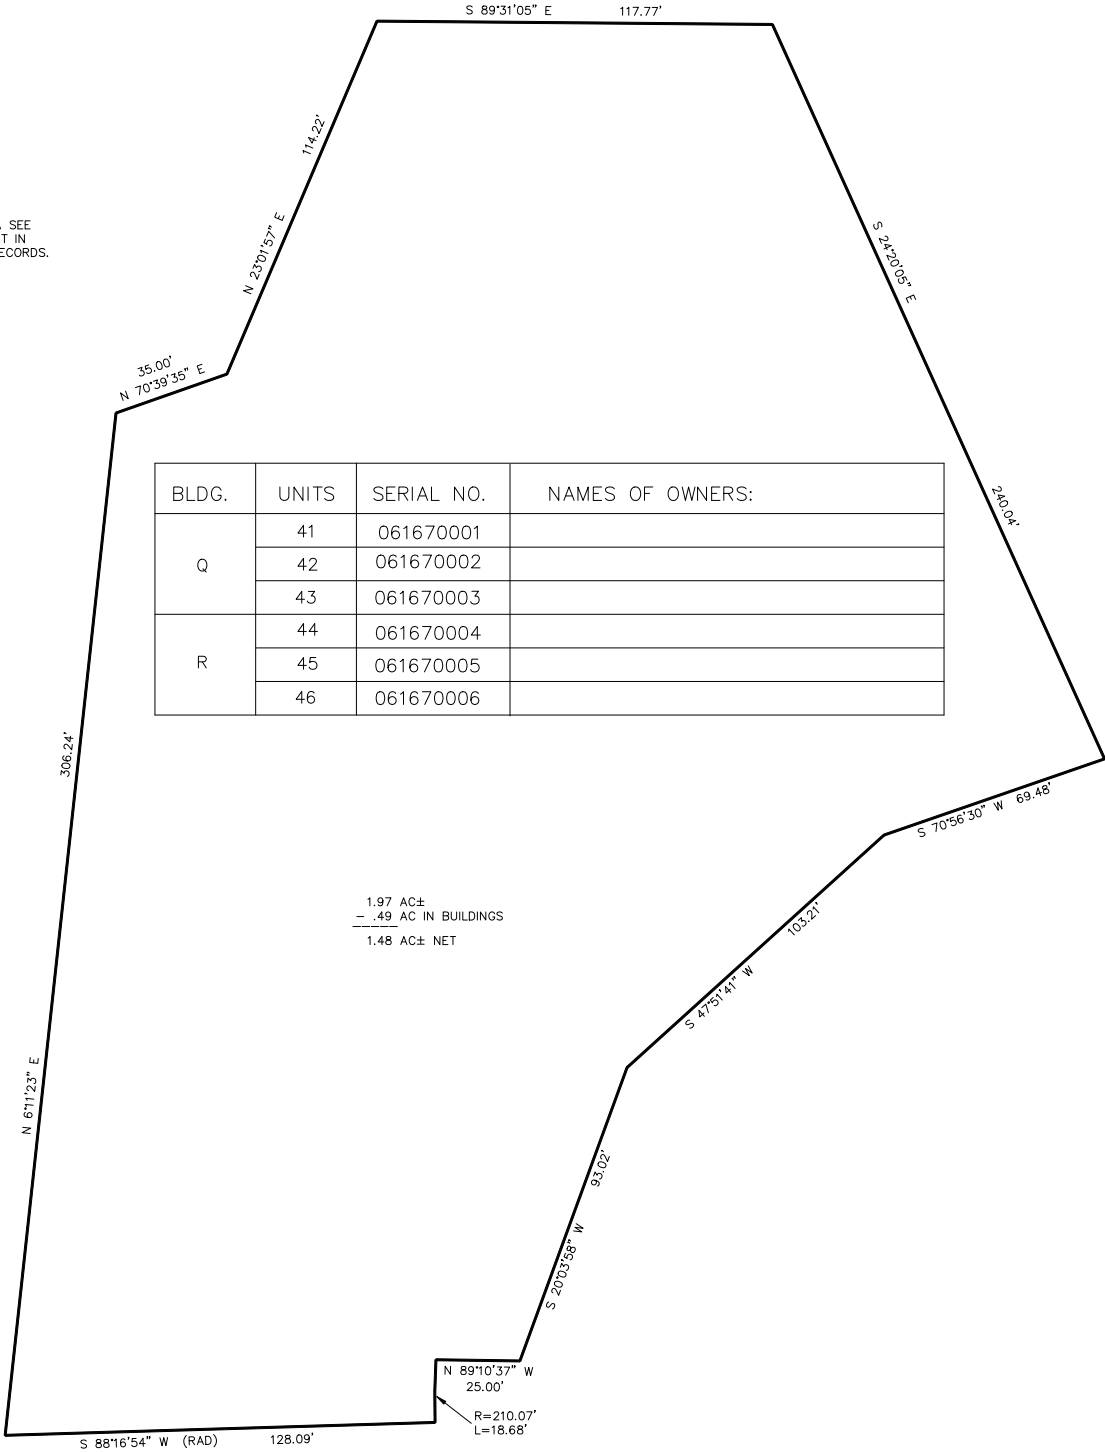 S 89°31'05" E 117.77'
114.22'
N 23°01'57" E
SEE
T IN
ECORDS.
S 24°20'05" E
240.04'
35.00'
N 70°39'35" E
BLDG. UNITS SERIAL NO. NAMES OF OWNERS:
Q
41 061670001
42 061670002
43 061670003
R
44 061670004
45 061670005
46 061670006
306.24'
N 6°11'23" E
S 70°56'30" W 69.48'
103.21'
S 47°51'41" W
1.97 AC±
- .49 AC IN BUILDINGS
1.48 AC± NET
93.02'
S 20°03'58" W
N 89°10'37" W
25.00'
R=210.07'
L=18.68'
S 88°16'54" W (RAD) 128.09'